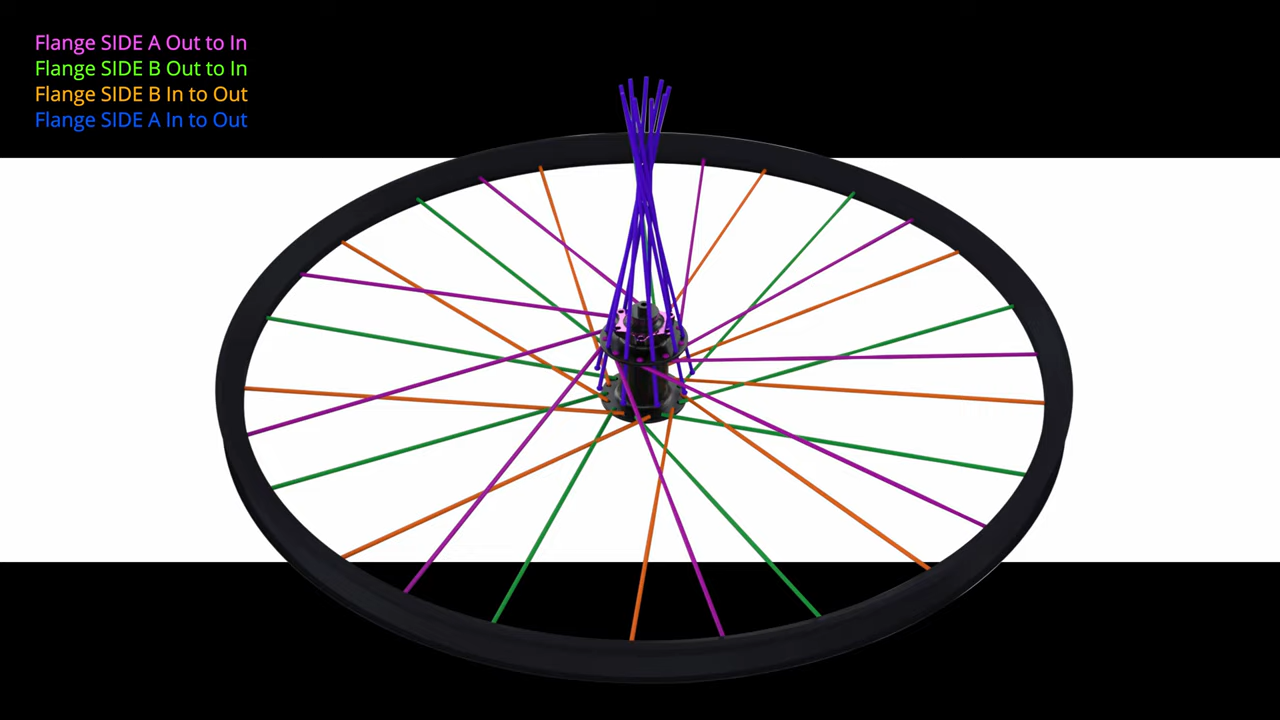 Flange SIDE A Out to In
Flange SIDE B Out to In
Flange SIDE B In to Out
Flange SIDE A In to Out